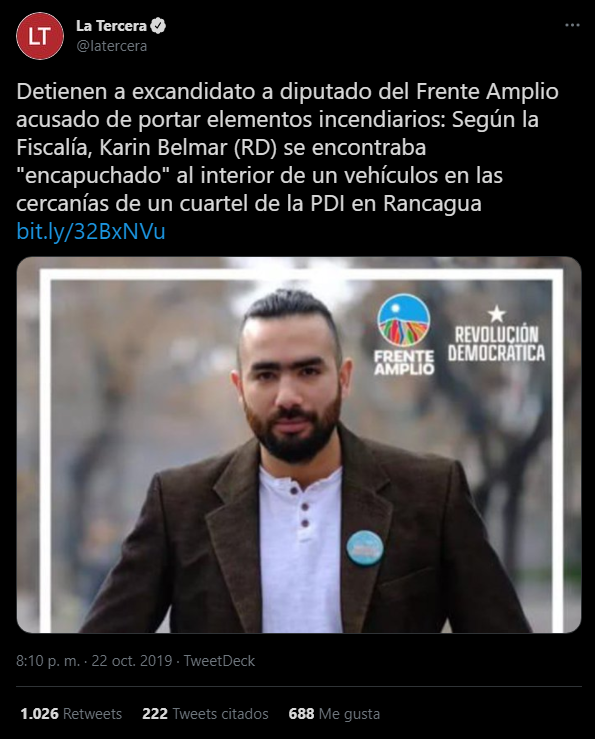 LT
La Tercera
@latercera
Detienen a excandidato a diputado del Frente Amplio
acusado de portar elementos incendiarios: Según la
Fiscalía, Karin Belmar (RD) se encontraba
"encapuchado" al interior de un vehículos en las
cercanías de un cuartel de la PDI en Rancagua
bit.ly/32BxNVu
FRENTE
AMPLIO
REVOLUCIÓN
DEMOCRÁTICA
8:10 p. m. · 22 oct. 2019 · TweetDeck
1.026 Retweets 222 Tweets citados 688 Me gusta